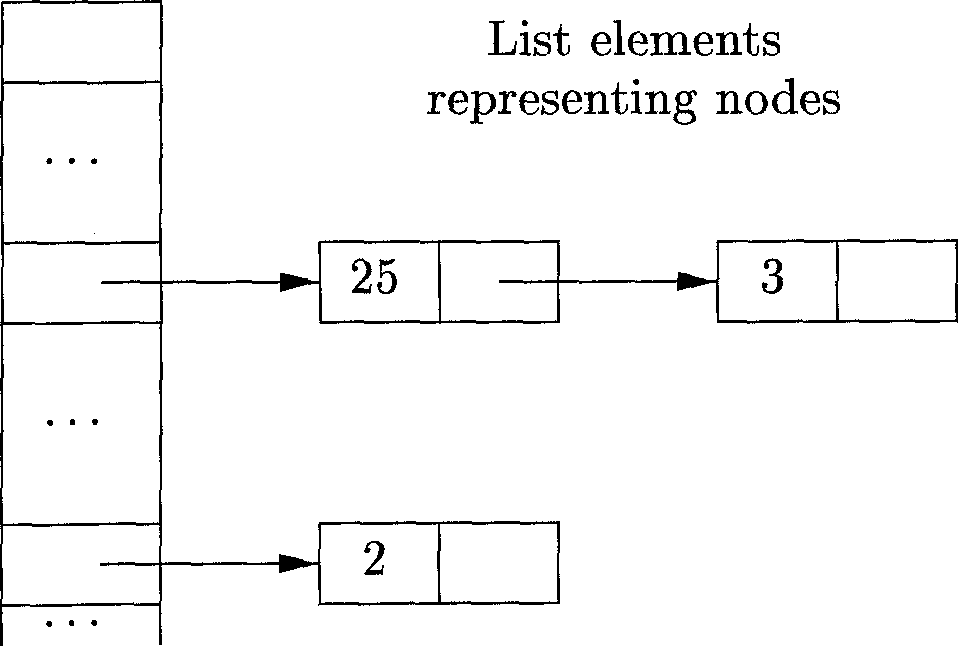 List elements
representing nodes
...
25 3
...
2
...